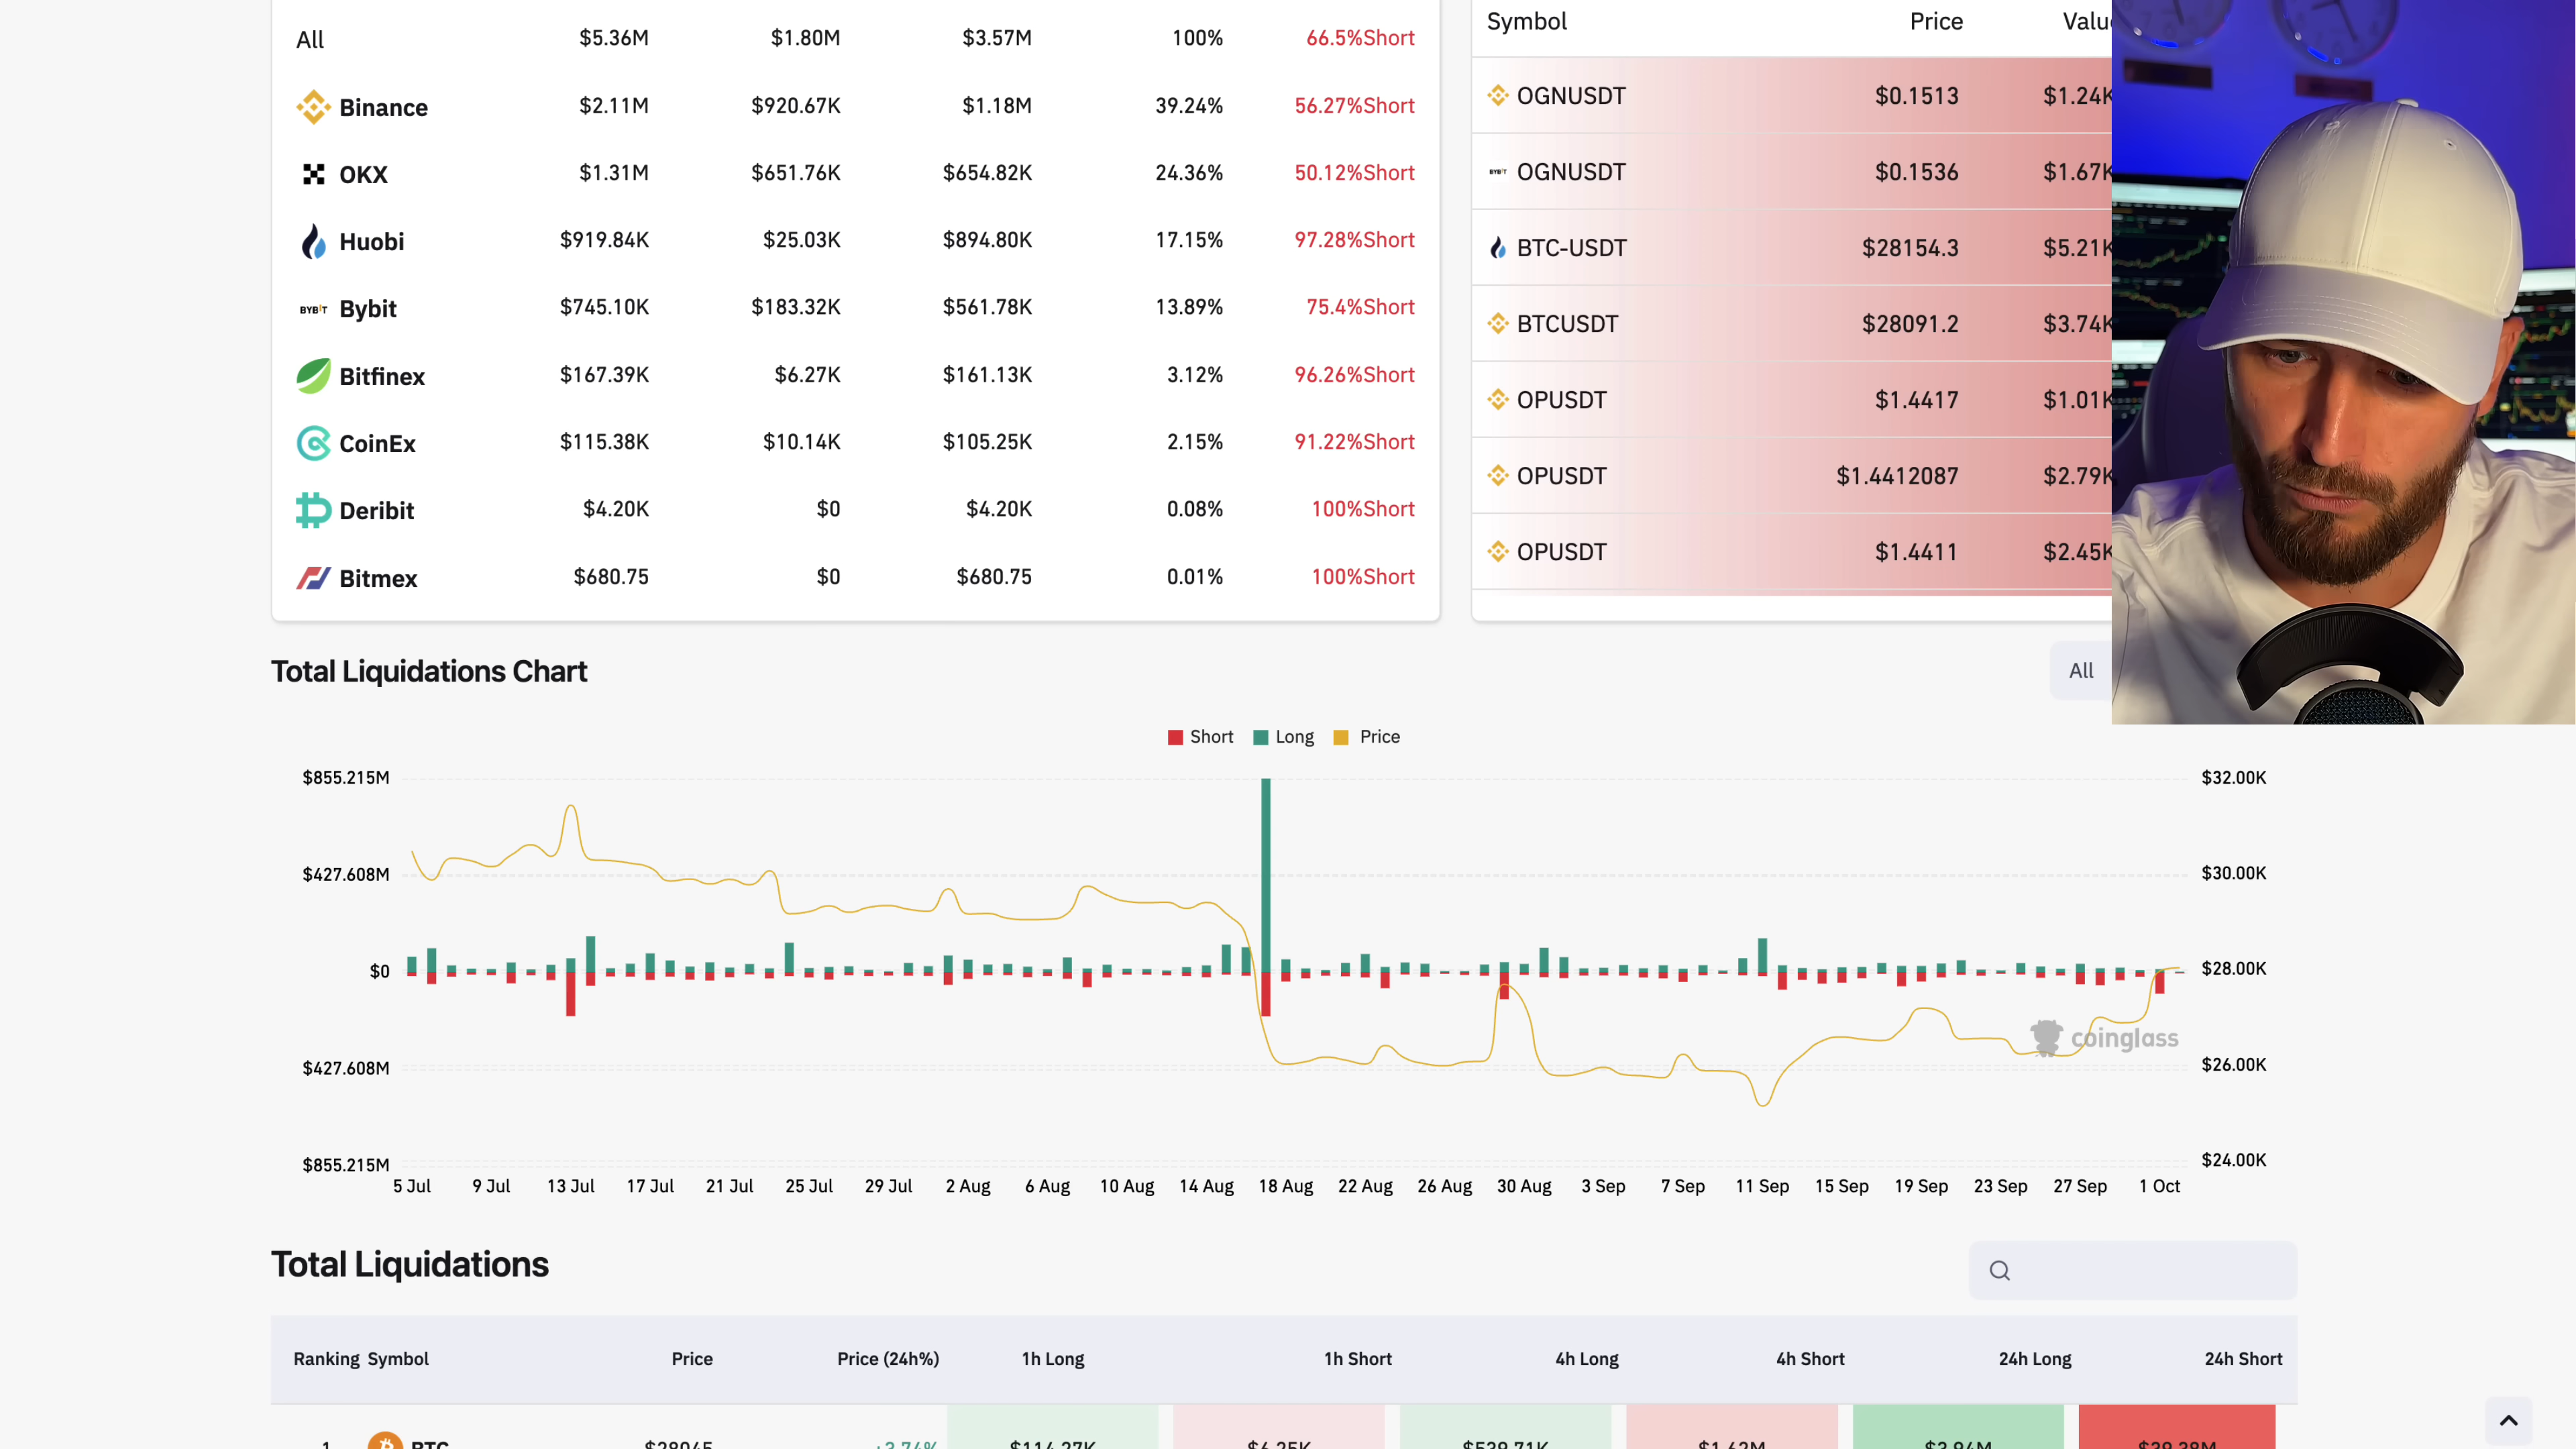 All $5.36M $1.80M $3.57M 100% 66.5%Short
Binance $2.11M $920.67K $1.18M 39.24% 56.27%Short
OKX $1.31M $651.76K $654.82K 24.36% 50.12%Short
Huobi $919.84K $25.03K $894.80K 17.15% 97.28%Short
BYBIT Bybit $745.10K $183.32K $561.78K 13.89% 75.4%Short
Bitfinex $167.39K $6.27K $161.13K 3.12% 96.26%Short
CoinEx $115.38K $10.14K $105.25K 2.15% 91.22%Short
Deribit $4.20K $0 $4.20K 0.08% 100%Short
Bitmex $680.75 $0 $680.75 0.01% 100%Short
Symbol Price Valu
OGNUSDT $0.1513 $1.24K
BYBIT OGNUSDT $0.1536 $1.67K
BTC-USDT $28154.3 $5.21K
BTCUSDT $28091.2 $3.74K
OPUSDT $1.4417 $1.01K
OPUSDT $1.4412087 $2.79K
OPUSDT $1.4411 $2.45K
Total Liquidations Chart
All
Short Long Price
$855.215M $32.00K
$427.608M $30.00K
$0 $28.00K
coinglass
$427.608M $26.00K
$855.215M $24.00K
5 Jul 9 Jul 13 Jul 17 Jul 21 Jul 25 Jul 29 Jul 2 Aug 6 Aug 10 Aug 14 Aug 18 Aug 22 Aug 26 Aug 30 Aug 3 Sep 7 Sep 11 Sep 15 Sep 19 Sep 23 Sep 27 Sep 1 Oct
Total Liquidations
Ranking Symbol Price Price (24h%) 1h Long 1h Short 4h Long 4h Short 24h Long 24h Short
1 BTC $28045